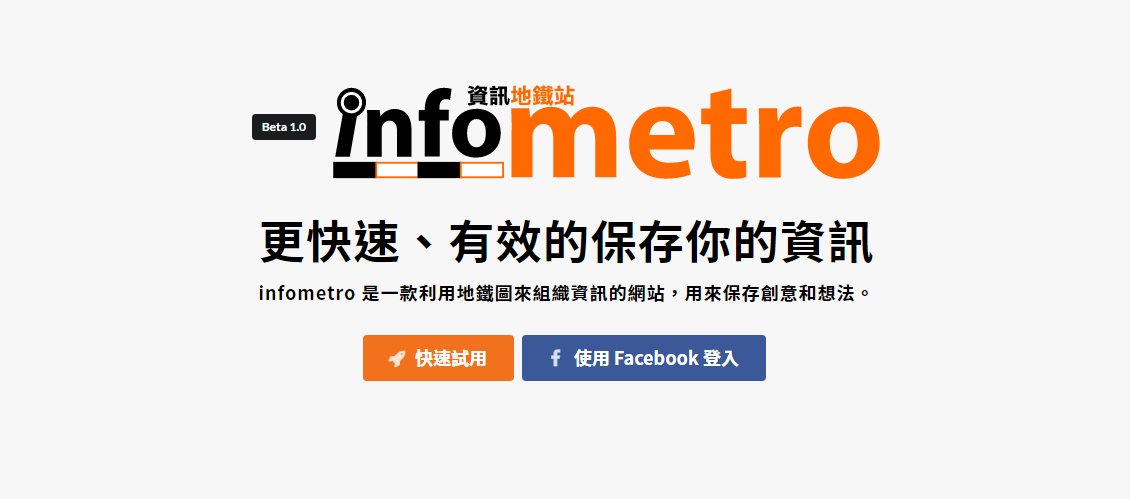 資訊地鐵站
Beta 1.0
infometro
更快速、有效的保存你的資訊
infometro 是一款利用地鐵圖來組織資訊的網站，用來保存創意和想法。
快速試用
使用 Facebook 登入